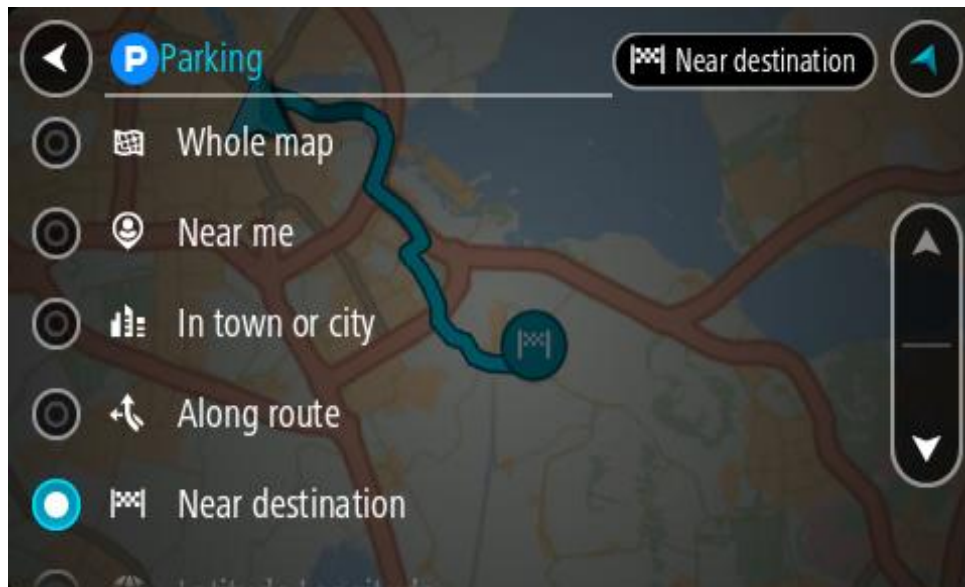 P Parking
Near destination
Whole map
Near me
In town or city
Along route
Near destination